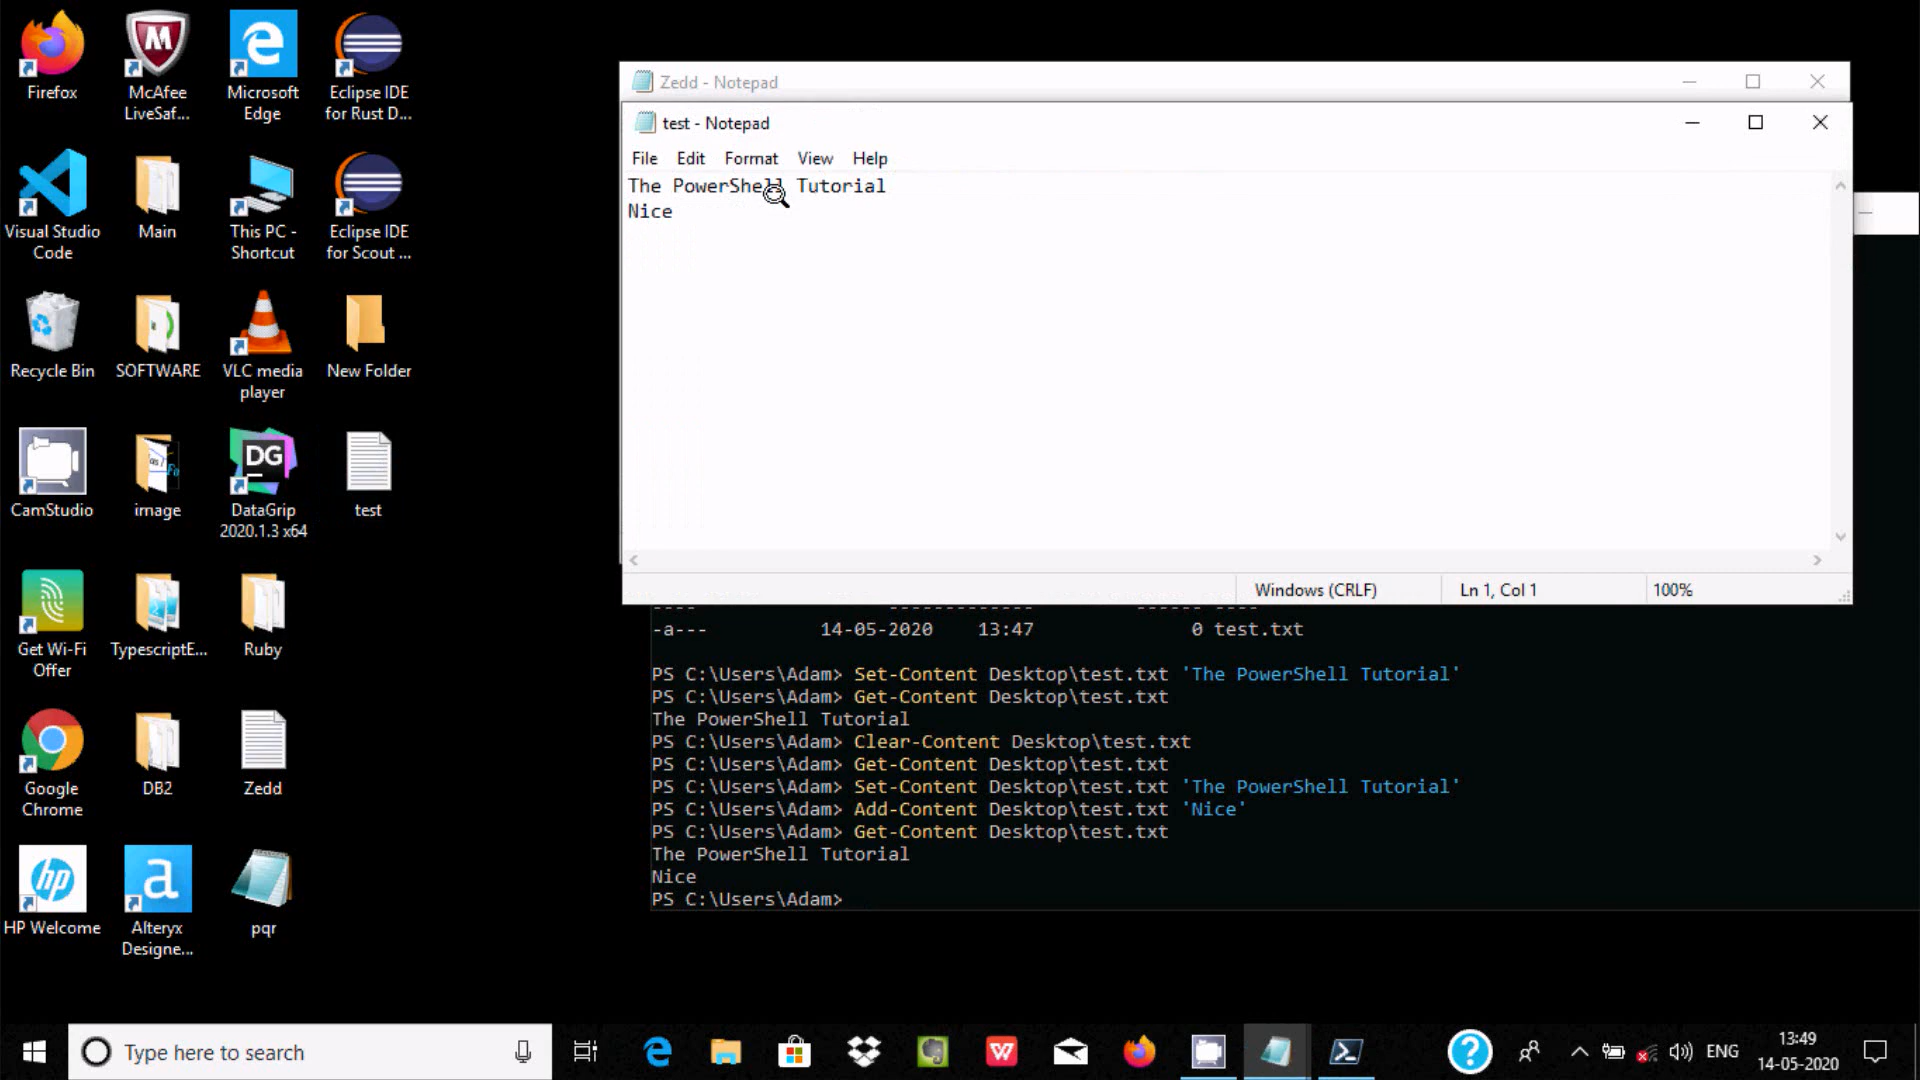 Firefox
McAfee
LiveSaf...
Microsoft
Edge
Eclipse IDE
for Rust D...
Visual Studio
Code
Main
This PC -
Shortcut
Eclipse IDE
for Scout ...
Recycle Bin
SOFTWARE
VLC media
player
New Folder
CamStudio
image
DG
DataGrip
2020.1.3 x64
test
Get Wi-Fi
Offer
TypescriptE...
Ruby
Google
Chrome
DB2
Zedd
hp
HP Welcome
a
Alteryx
Designe...
pqr
Zedd - Notepad
test - Notepad
File Edit Format View Help
The PowerShell Tutorial
Nice
Windows (CRLF) Ln 1, Col 1 100%
---- ------------- ------ ----
-a--- 14-05-2020 13:47 0 test.txt
PS C:\Users\Adam> Set-Content Desktop\test.txt 'The PowerShell Tutorial'
PS C:\Users\Adam> Get-Content Desktop\test.txt
The PowerShell Tutorial
PS C:\Users\Adam> Clear-Content Desktop\test.txt
PS C:\Users\Adam> Get-Content Desktop\test.txt
PS C:\Users\Adam> Set-Content Desktop\test.txt 'The PowerShell Tutorial'
PS C:\Users\Adam> Add-Content Desktop\test.txt 'Nice'
PS C:\Users\Adam> Get-Content Desktop\test.txt
The PowerShell Tutorial
Nice
PS C:\Users\Adam>
Type here to search
ENG
13:49
14-05-2020